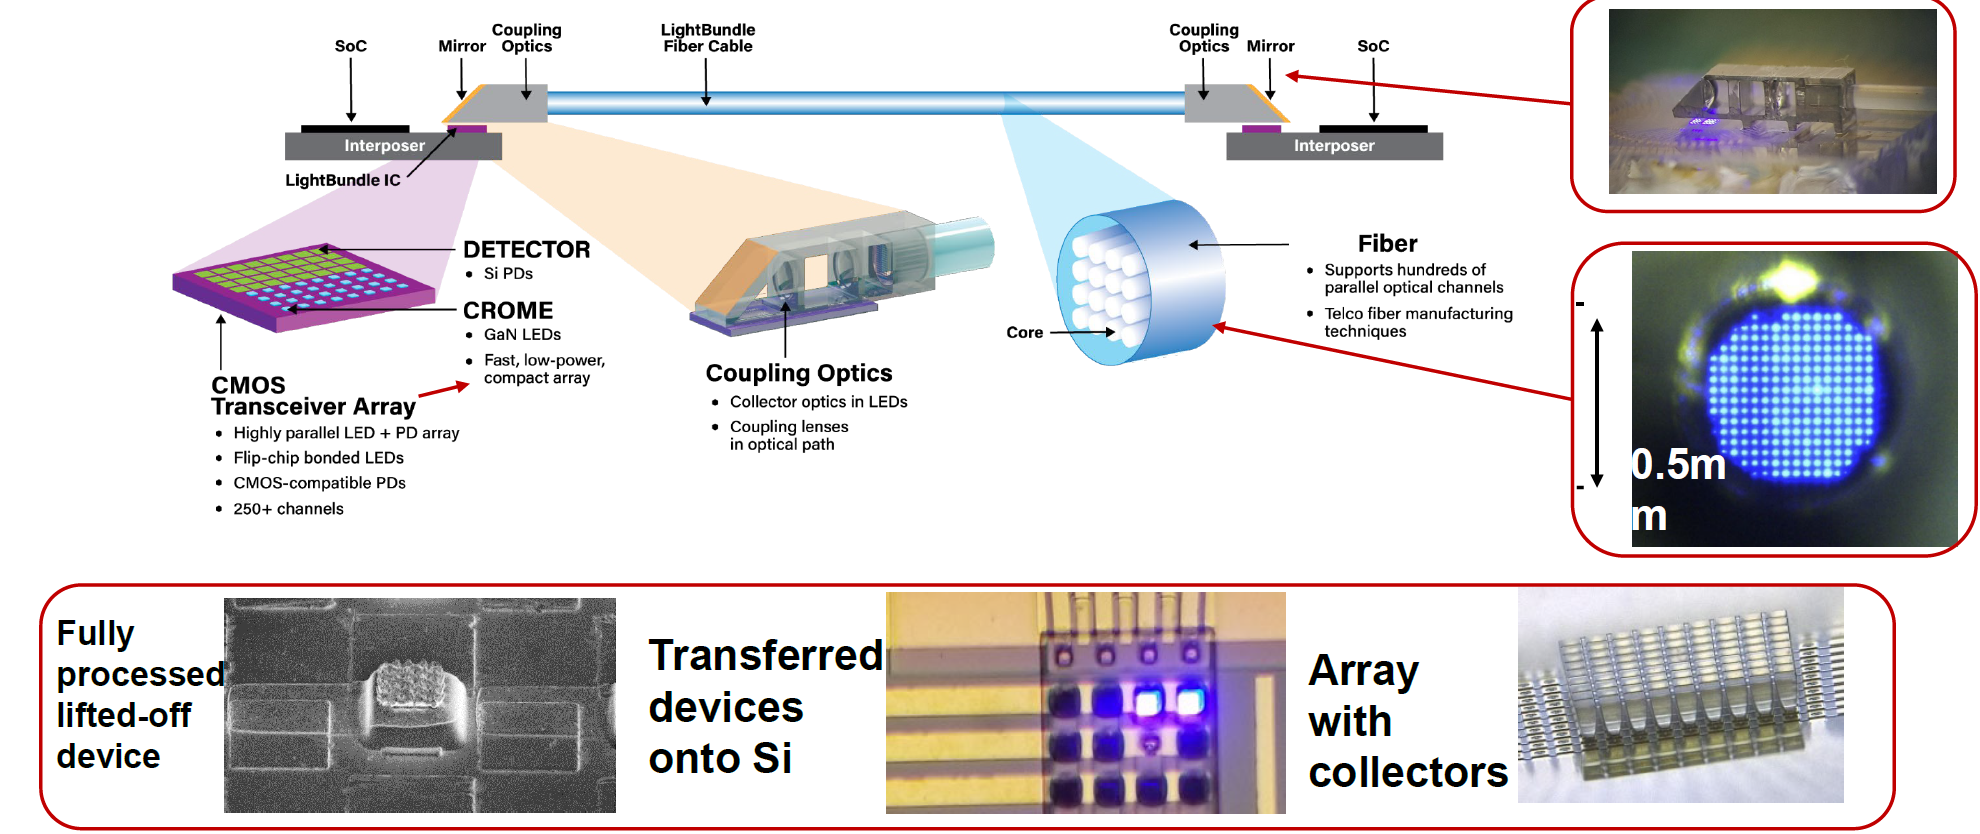 SoC
Mirror
Coupling
Optics
LightBundle
Fiber Cable
Coupling
Optics
Mirror
SoC
Interposer
LightBundle IC
Interposer
DETECTOR
• Si PDs
CROME
• GaN LEDs
• Fast, low-power,
compact array
CMOS
Transceiver Array
• Highly parallel LED + PD array
• Flip-chip bonded LEDs
• CMOS-compatible PDs
• 250+ channels
Coupling Optics
• Collector optics in LEDs
• Coupling lenses
in optical path
Core
Fiber
• Supports hundreds of
parallel optical channels
• Telco fiber manufacturing
techniques
0.5m
m
Fully
processed
lifted-off
device
Transferred
devices
onto Si
Array
with
collectors